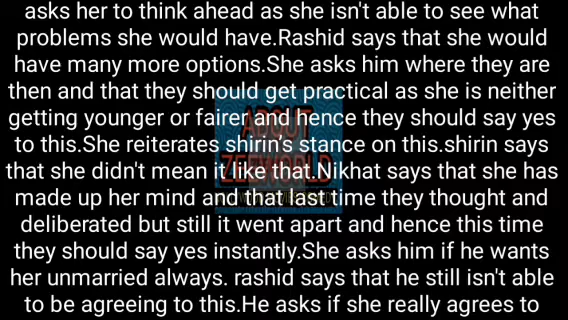 asks her to think ahead as she isn't able to see what
problems she would have.Rashid says that she would
have many more options.She asks him where they are
then and that they should get practical as she is neither
getting younger or fairer and hence they should say yes
to this.She reiterates shirin's stance on this.shirin says
that she didn't mean it like that.Nikhat says that she has
made up her mind and that last time they thought and
deliberated but still it went apart and hence this time
they should say yes instantly.She asks him if he wants
her unmarried always. rashid says that he still isn't able
to be agreeing to this.He asks if she really agrees to
ABOUT
ZEEWORLD